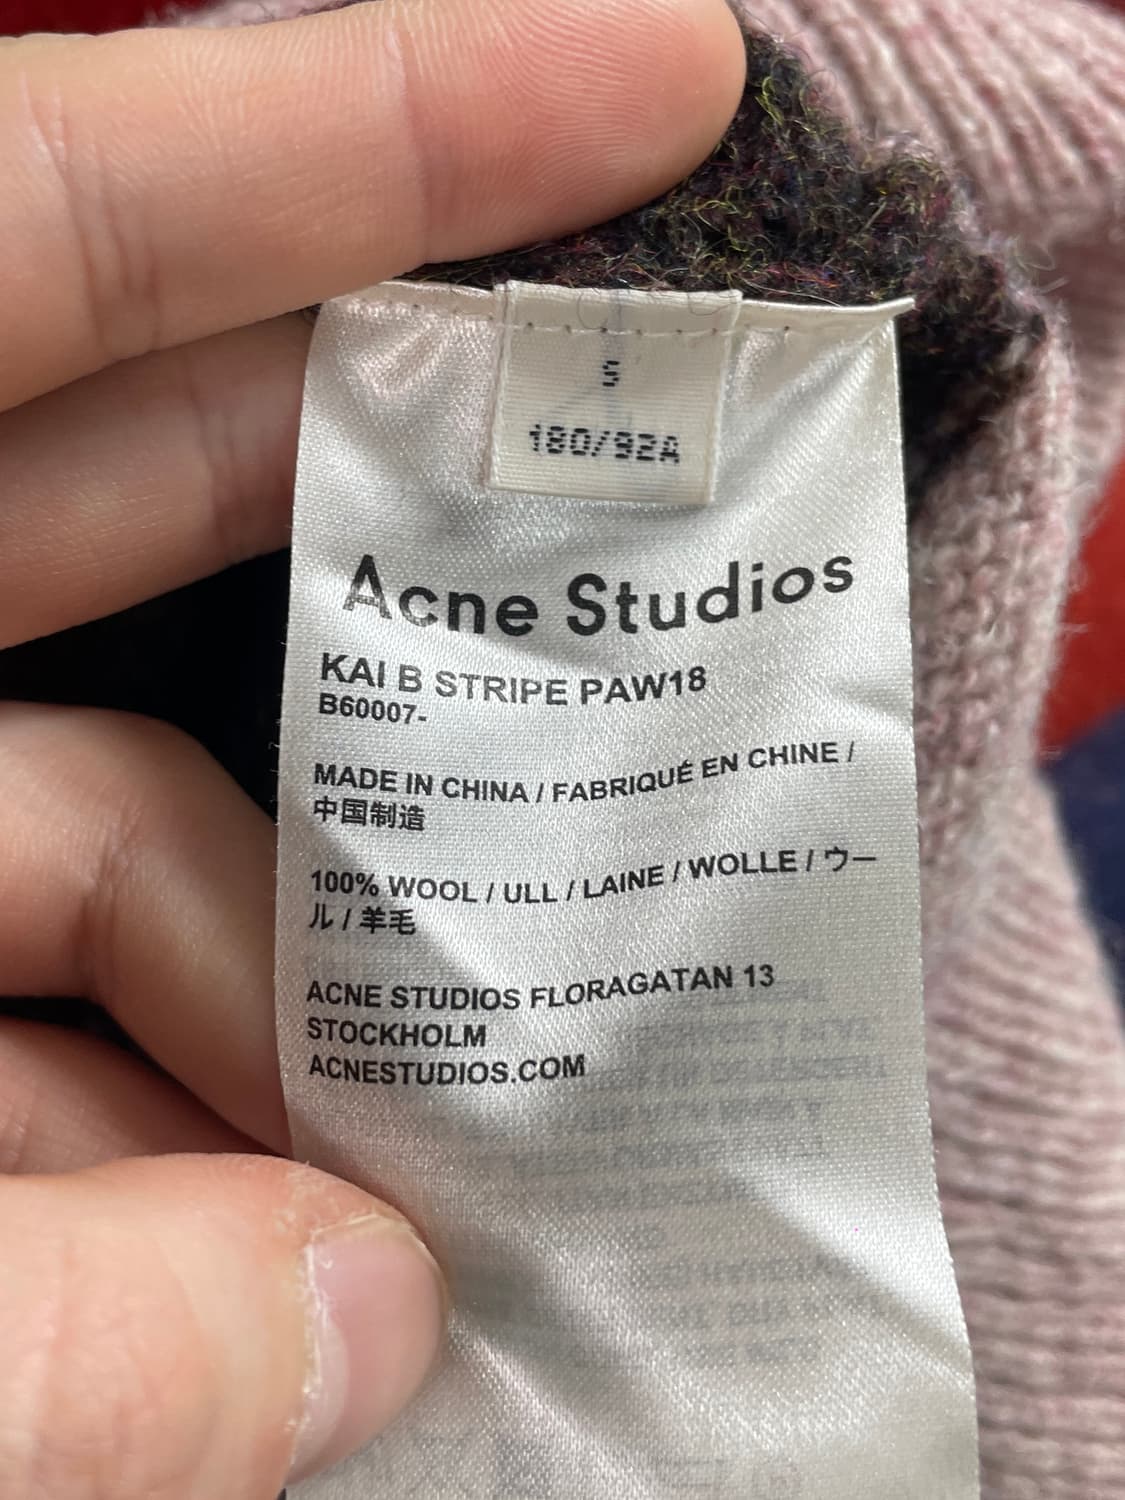 S
180/92A
Acne Studios
KAI B STRIPE PAW18
B60007-
MADE IN CHINA / FABRIQUÉ EN CHINE /
中国制造
100% WOOL / ULL / LAINE / WOLLE / ウー
ル / 羊毛
ACNE STUDIOS FLORAGATAN 13
STOCKHOLM
ACNESTUDIOS.COM